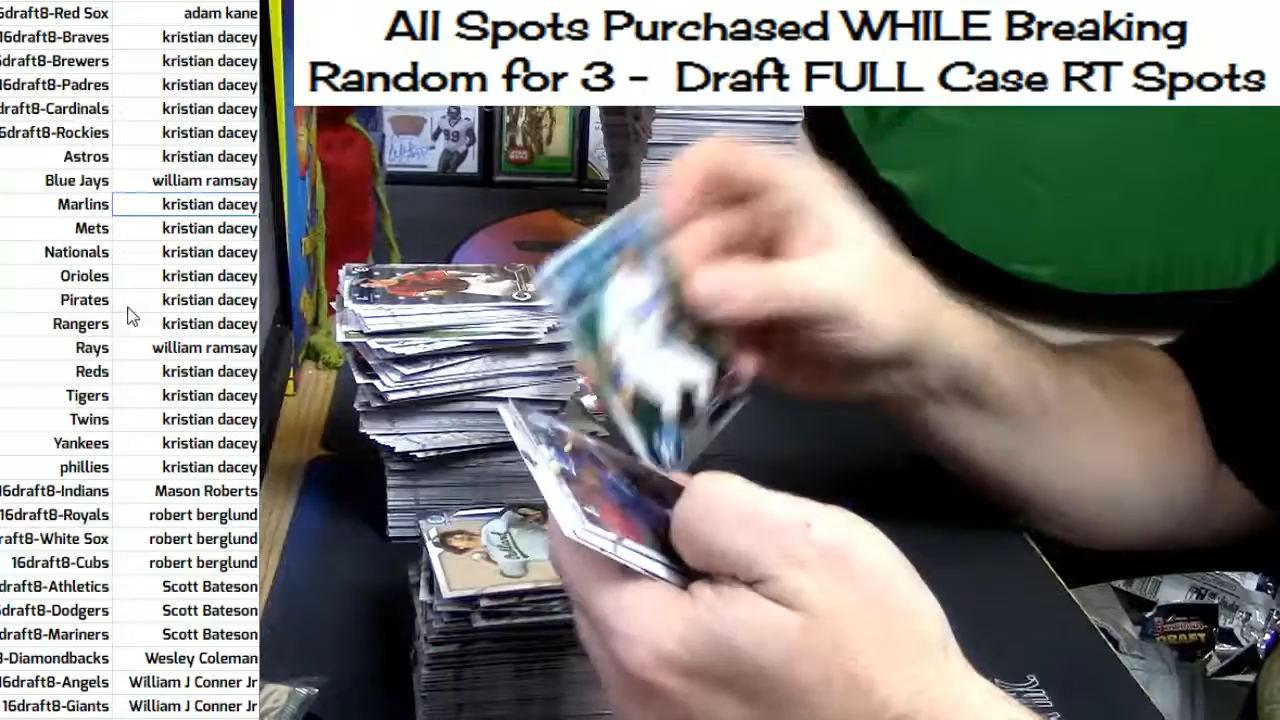 All Spots Purchased WHILE Breaking
Random for 3 - Draft FULL Case RT Spots
6draft8-Red Sox adam kane
16draft8-Braves kristian dacey
6draft8-Brewers kristian dacey
16draft8-Padres kristian dacey
draft8-Cardinals kristian dacey
6draft8-Rockies kristian dacey
Astros kristian dacey
Blue Jays william ramsay
Marlins kristian dacey
Mets kristian dacey
Nationals kristian dacey
Orioles kristian dacey
Pirates kristian dacey
Rangers kristian dacey
Rays william ramsay
Reds kristian dacey
Tigers kristian dacey
Twins kristian dacey
Yankees kristian dacey
phillies kristian dacey
16draft8-Indians Mason Roberts
16draft8-Royals robert berglund
raft8-White Sox robert berglund
16draft8-Cubs robert berglund
draft8-Athletics Scott Bateson
6draft8-Dodgers Scott Bateson
draft8-Mariners Scott Bateson
8-Diamondbacks Wesley Coleman
16draft8-Angels William J Conner Jr
16draft8-Giants William J Conner Jr
99
DRAFT